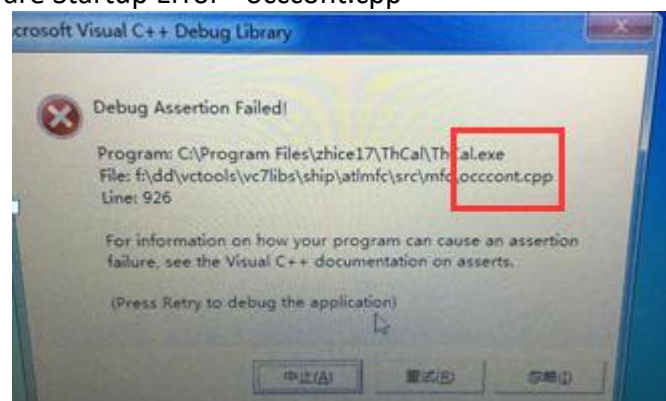 are Startup Error - occcont.cpp
crosoft Visual C++ Debug Library
Debug Assertion Failed!
Program: C:\Program Files\zhice17\ThCal\ThCal.exe
File: f:\dd\vctools\vc7libs\ship\atlmfc\src\mfc\occcont.cpp
Line: 926
For information on how your program can cause an assertion
failure, see the Visual C++ documentation on asserts.
(Press Retry to debug the application)
中止(A)
重试(R)
忽略(I)